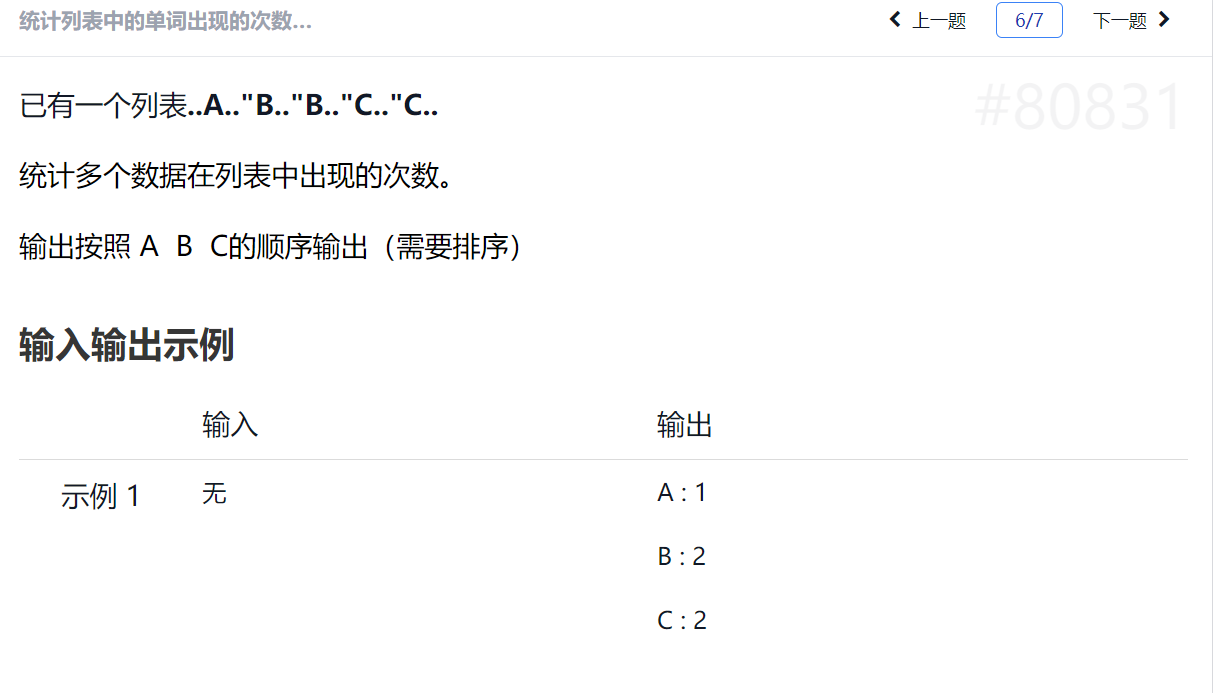 统计列表中的单词出现的次数...
上一题 6/7 下一题
#80831
已有一个列表..A.."B.."B.."C.."C..
统计多个数据在列表中出现的次数。
输出按照 A B C的顺序输出（需要排序）
输入输出示例
输入 输出
示例 1 无 A : 1
B : 2
C : 2